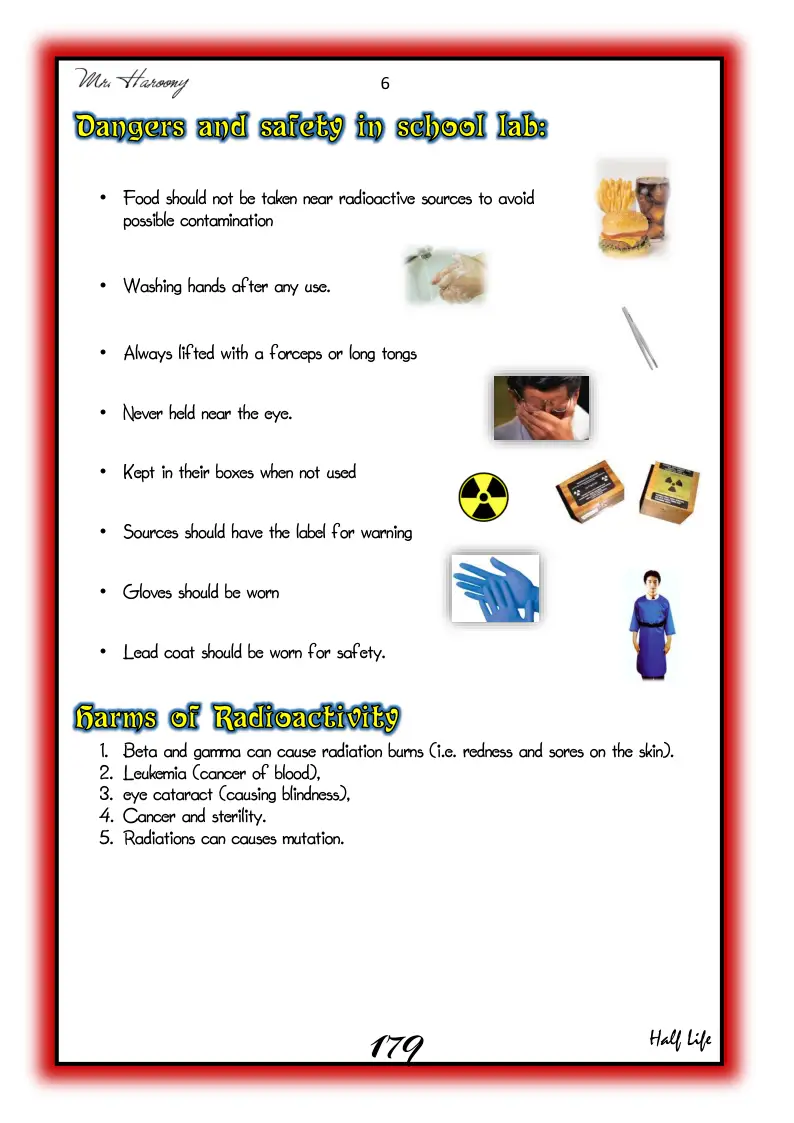 Mr. Haroony
6
Dangers and safety in school lab:
• Food should not be taken near radioactive sources to avoid
possible contamination
• Washing hands after any use.
• Always lifted with a forceps or long tongs
• Never held near the eye.
• Kept in their boxes when not used
• Sources should have the label for warning
• Gloves should be worn
• Lead coat should be worn for safety.
Harms of Radioactivity
1. Beta and gamma can cause radiation burns (i.e. redness and sores on the skin).
2. Leukemia (cancer of blood),
3. eye cataract (causing blindness),
4. Cancer and sterility.
5. Radiations can causes mutation.
179
Half Life